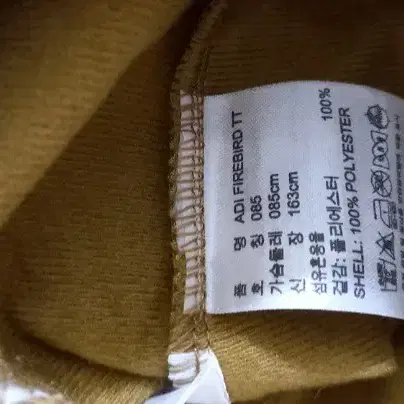 품 명 ADI FIREBIRD TT
호 칭 085
가슴둘레 085cm
신 장 163cm
섬유혼용율
겉감: 폴리에스터 100%
SHELL: 100% POLYESTER